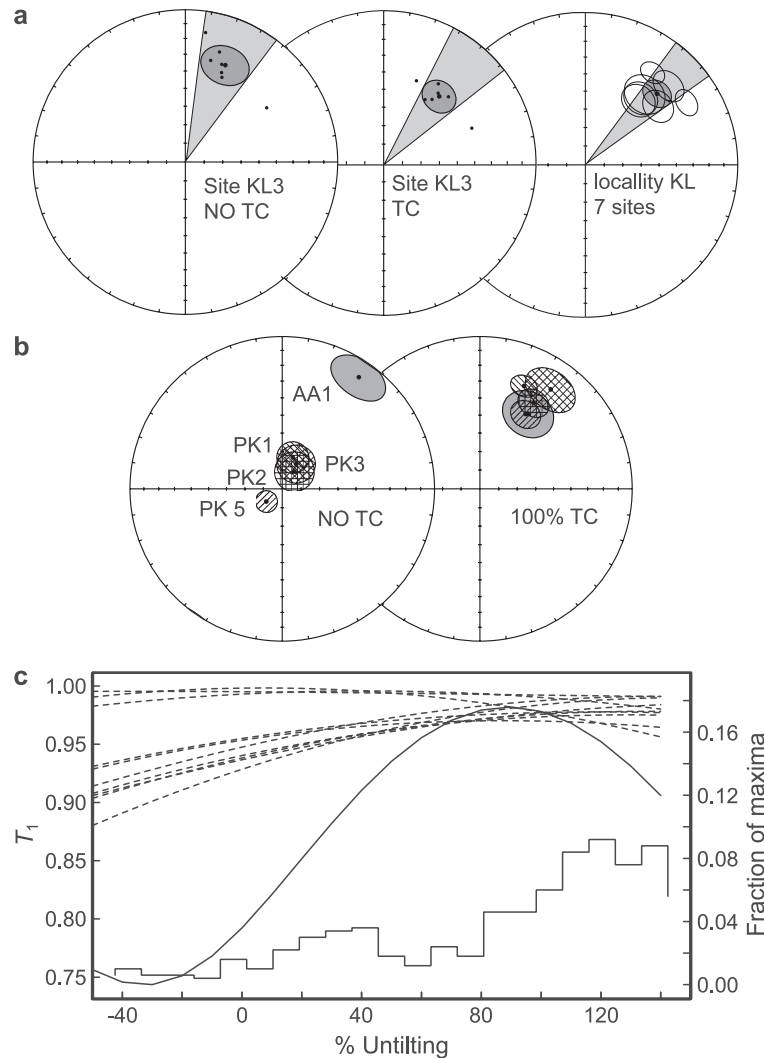 a
Site KL3
NO TC
Site KL3
TC
locallity KL
7 sites
b
AA1
PK1
PK3
PK2
PK 5
NO TC
100% TC
c
1.00
0.95
0.90
0.85
0.80
0.75
T1
0.16
0.12
0.08
0.04
0.00
Fraction of maxima
-40 0 40 80 120
% Untilting